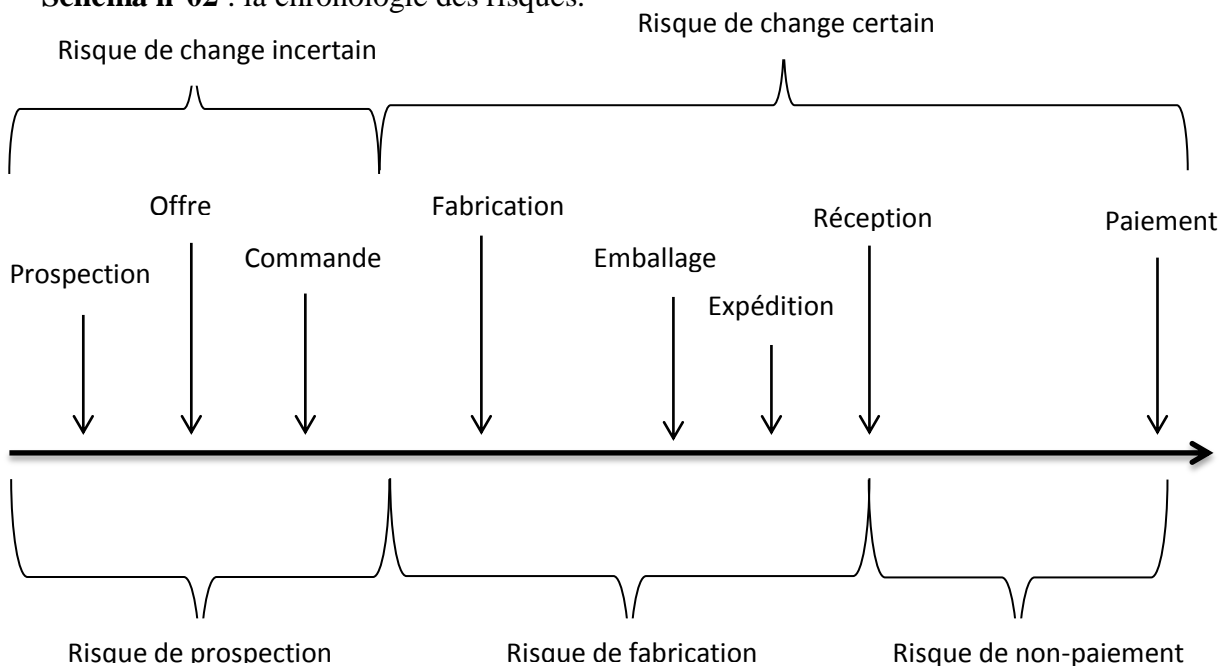 Schéma n°02 : la chronologie des risques.
Risque de change incertain
Risque de change certain
Offre
Fabrication
Réception
Paiement
Prospection
Commande
Emballage
Expédition
Risque de prospection
Risque de fabrication
Risque de non-paiement